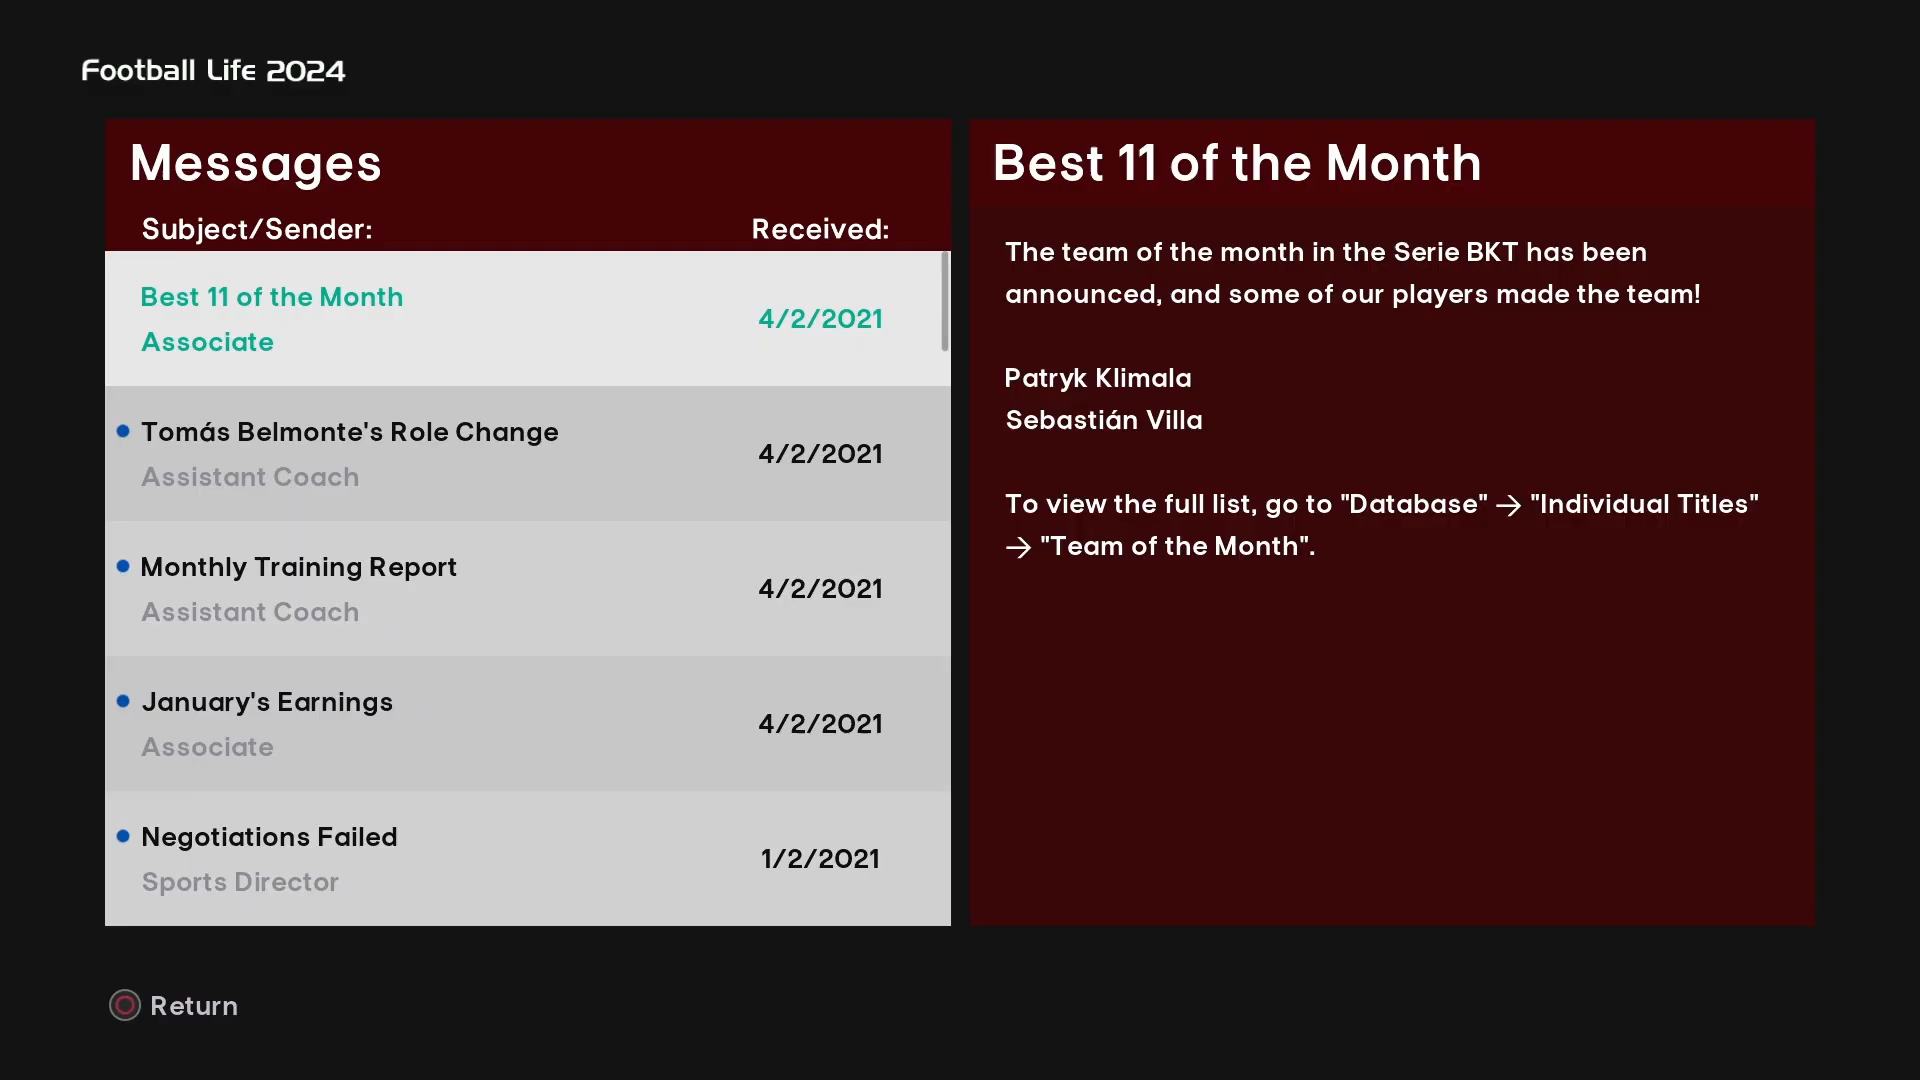 Football Life 2024
Messages
Subject/Sender: Received:
Best 11 of the Month
Associate
4/2/2021
Tomás Belmonte's Role Change
Assistant Coach
4/2/2021
Monthly Training Report
Assistant Coach
4/2/2021
January's Earnings
Associate
4/2/2021
Negotiations Failed
Sports Director
1/2/2021
Best 11 of the Month
The team of the month in the Serie BKT has been
announced, and some of our players made the team!
Patryk Klimala
Sebastián Villa
To view the full list, go to "Database" → "Individual Titles"
→ "Team of the Month".
Return